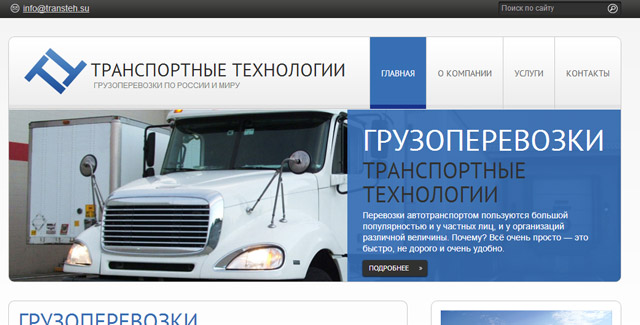 info@transteh.su
Поиск по сайту
ТРАНСПОРТНЫЕ ТЕХНОЛОГИИ
ГРУЗОПЕРЕВОЗКИ ПО РОССИИ И МИРУ
ГЛАВНАЯ
О КОМПАНИИ
УСЛУГИ
КОНТАКТЫ
ГРУЗОПЕРЕВОЗКИ
ТРАНСПОРТНЫЕ
ТЕХНОЛОГИИ
Перевозки автотранспортом пользуются большой
популярностью и у частных лиц, и у организаций
различной величины. Почему? Всё очень просто — это
быстро, не дорого и очень удобно.
ПОДРОБНЕЕ >
ГРУЗОПЕРЕВОЗКИ